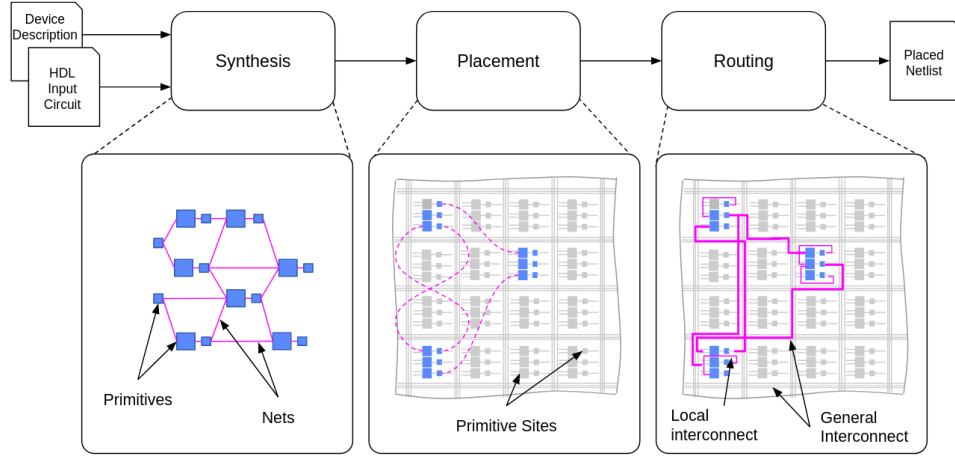 Device
Description
HDL
Input
Circuit
Synthesis
Placement
Routing
Placed
Netlist
Primitives
Nets
Primitive Sites
Local
interconnect
General
Interconnect